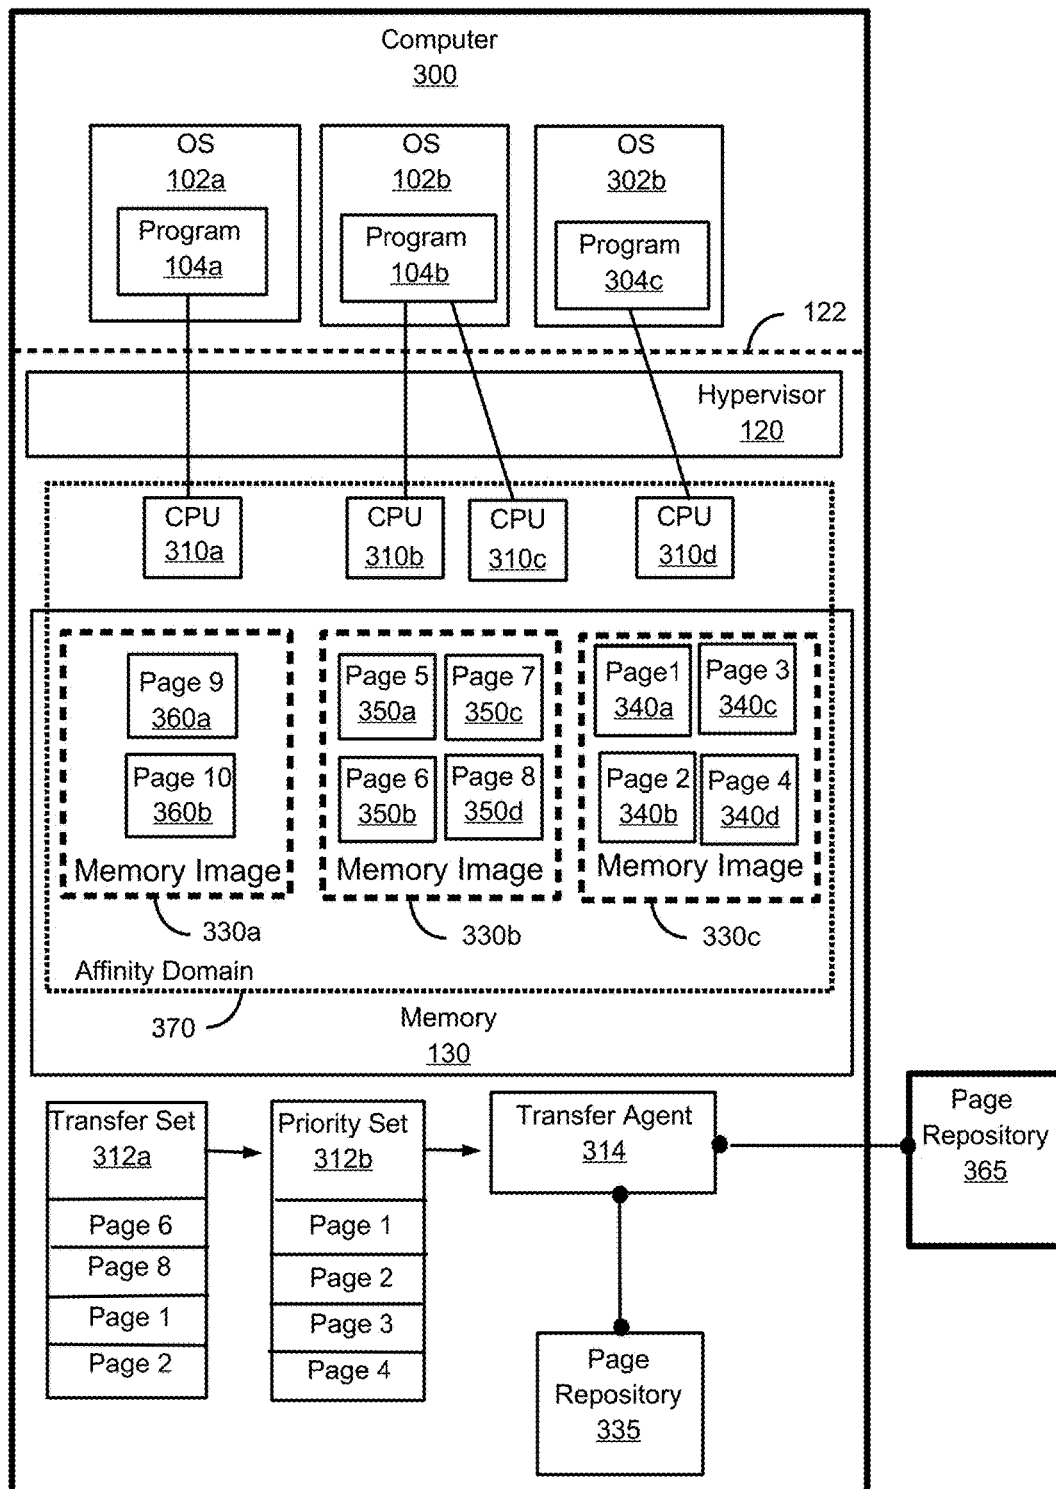 Computer
300
OS
102a
Program
104a
OS
102b
Program
104b
OS
302b
Program
304c
122
Hypervisor
120
CPU
310a
CPU
310b
CPU
310c
CPU
310d
Page 9
360a
Page 10
360b
Memory Image
330a
Page 5
350a
Page 7
350c
Page 6
350b
Page 8
350d
Memory Image
330b
Page1
340a
Page 3
340c
Page 2
340b
Page 4
340d
Memory Image
330c
Affinity Domain
370
Memory
130
Transfer Set
312a
Page 6
Page 8
Page 1
Page 2
Priority Set
312b
Page 1
Page 2
Page 3
Page 4
Transfer Agent
314
Page
Repository
335
Page
Repository
365